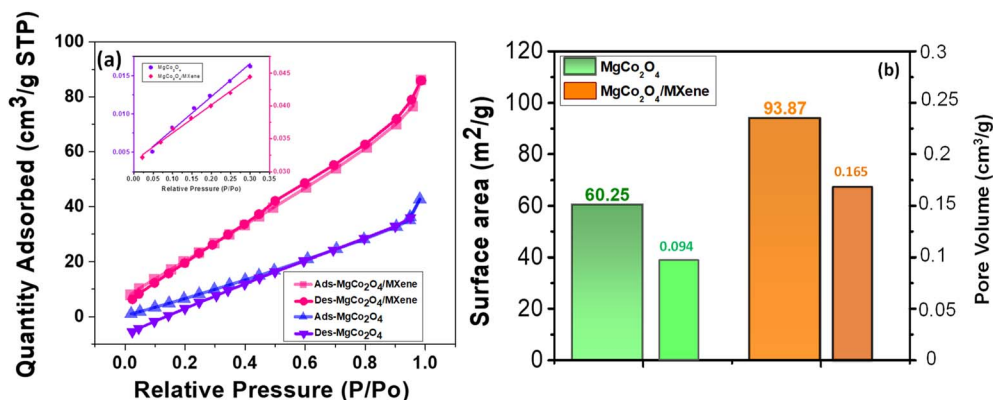 (a)
Quantity Adsorbed (cm³/g STP)
100
80
60
40
20
0
0.0 0.2 0.4 0.6 0.8 1.0
Relative Pressure (P/Po)
MgCo₂O₄
MgCo₂O₄/MXene
0.015
0.010
0.005
0.045
0.040
0.035
0.030
0.00 0.05 0.10 0.15 0.20 0.25 0.30 0.35
Relative Pressure (P/Po)
Ads-MgCo₂O₄/MXene
Des-MgCo₂O₄/MXene
Ads-MgCo₂O₄
Des-MgCo₂O₄
(b)
Surface area (m²/g)
120
100
80
60
40
20
0
MgCo₂O₄
MgCo₂O₄/MXene
60.25
0.094
93.87
0.165
0.3
0.25
0.2
0.15
0.1
0.05
0
Pore Volume (cm³/g)